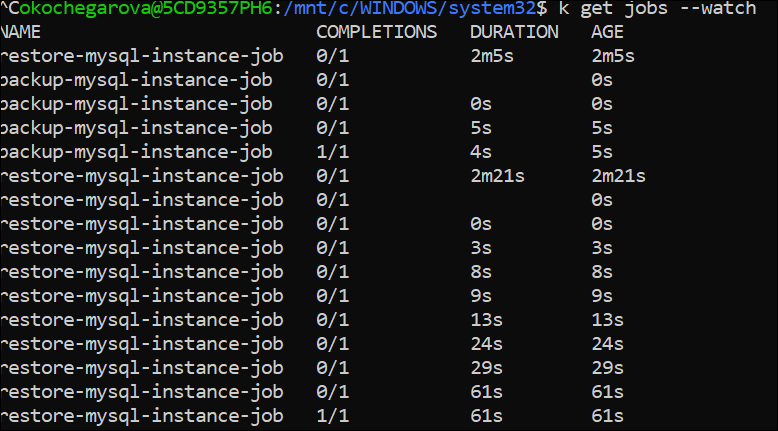 ^Cokochegarova@5CD9357PH6:/mnt/c/WINDOWS/system32$ k get jobs --watch
NAME COMPLETIONS DURATION AGE
restore-mysql-instance-job 0/1 2m5s 2m5s
backup-mysql-instance-job 0/1 0s
backup-mysql-instance-job 0/1 0s 0s
backup-mysql-instance-job 0/1 5s 5s
backup-mysql-instance-job 1/1 4s 5s
restore-mysql-instance-job 0/1 2m21s 2m21s
restore-mysql-instance-job 0/1 0s
restore-mysql-instance-job 0/1 0s 0s
restore-mysql-instance-job 0/1 3s 3s
restore-mysql-instance-job 0/1 8s 8s
restore-mysql-instance-job 0/1 9s 9s
restore-mysql-instance-job 0/1 13s 13s
restore-mysql-instance-job 0/1 24s 24s
restore-mysql-instance-job 0/1 29s 29s
restore-mysql-instance-job 0/1 61s 61s
restore-mysql-instance-job 1/1 61s 61s